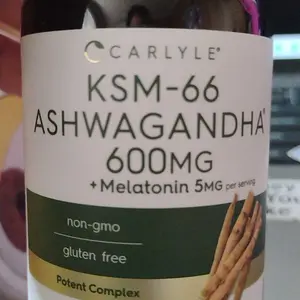 CARLYLE®
KSM-66
ASHWAGANDHA®
600MG
+Melatonin 5MG per serving
non-gmo
gluten free
Potent Complex